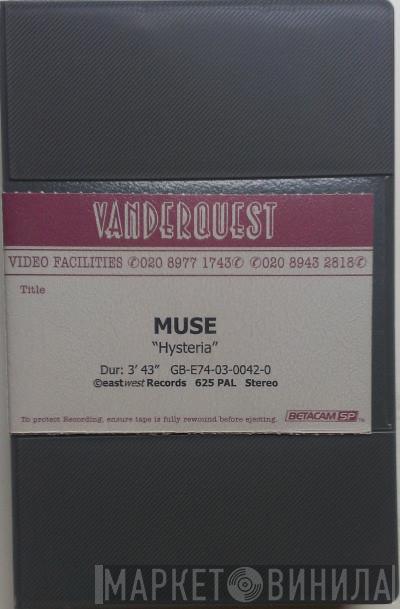 VANDERQUEST
VIDEO FACILITIES ✆020 8977 1743✆ ✆020 8943 2818✆
Title
MUSE
"Hysteria"
Dur: 3' 43" GB-E74-03-0042-0
©eastwest Records 625 PAL Stereo
To protect Recording, ensure tape is fully rewound before ejecting. BETACAM SP™
МАРКЕТ ВИНИЛА